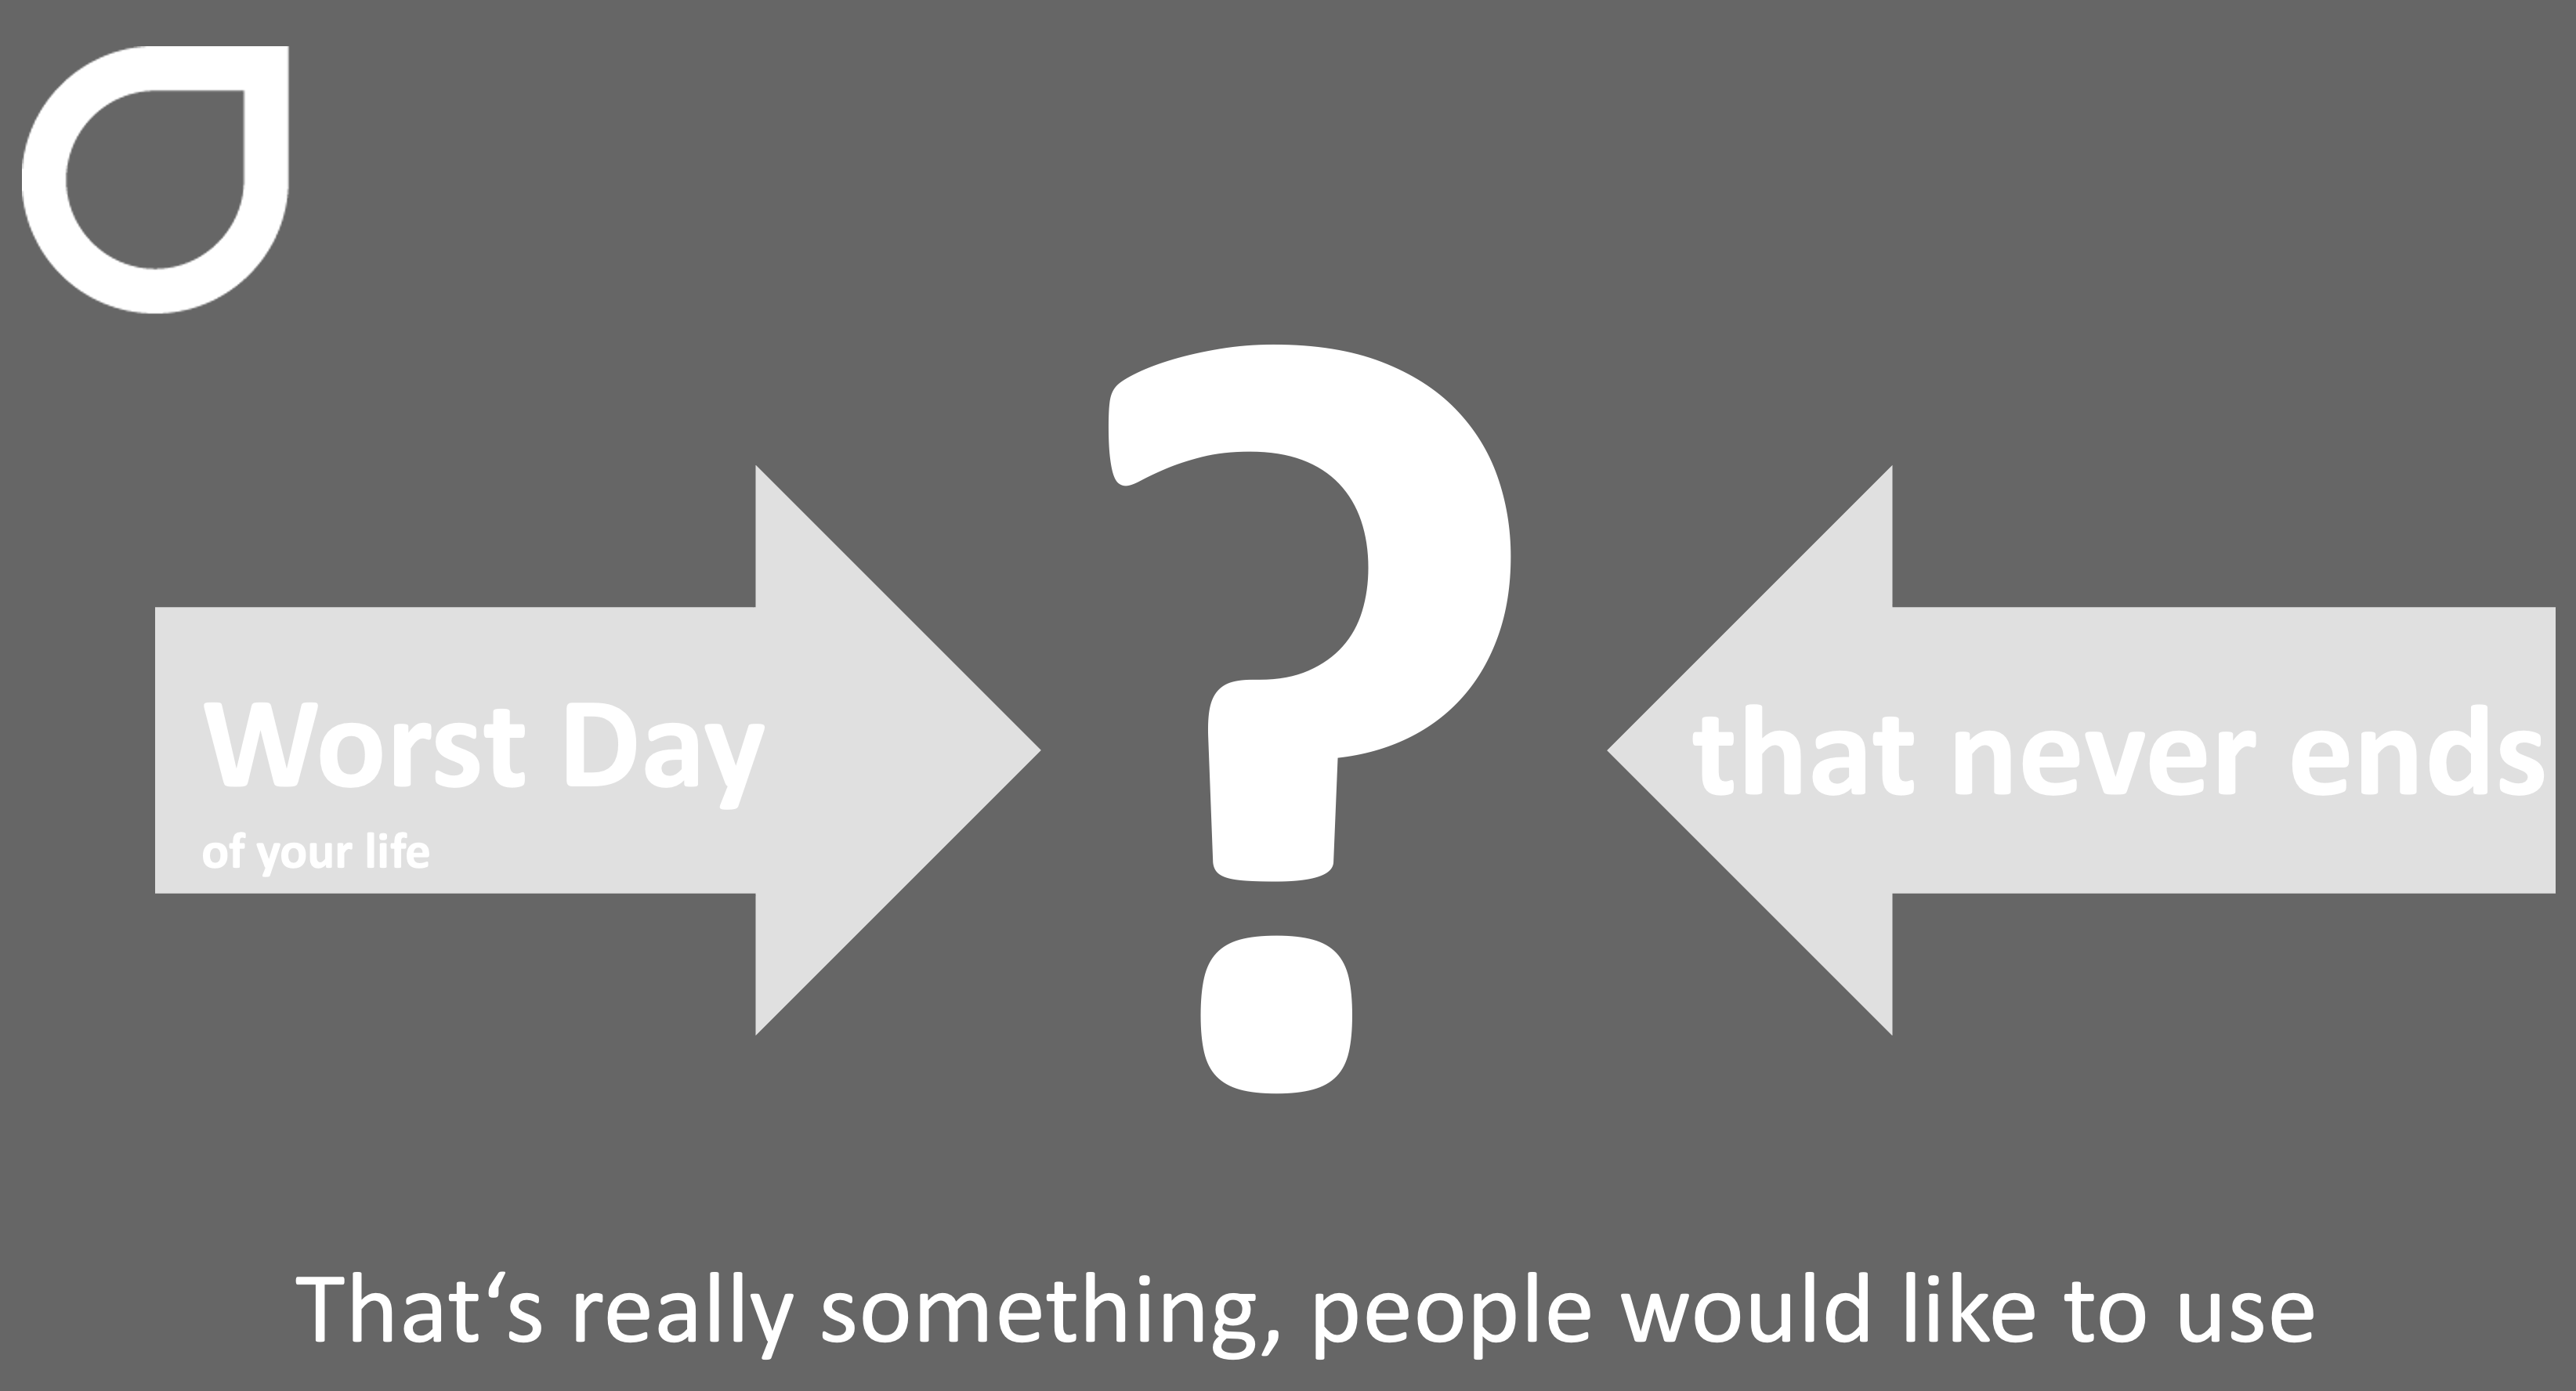 Worst Day
of your life
?
that never ends
That‘s really something, people would like to use